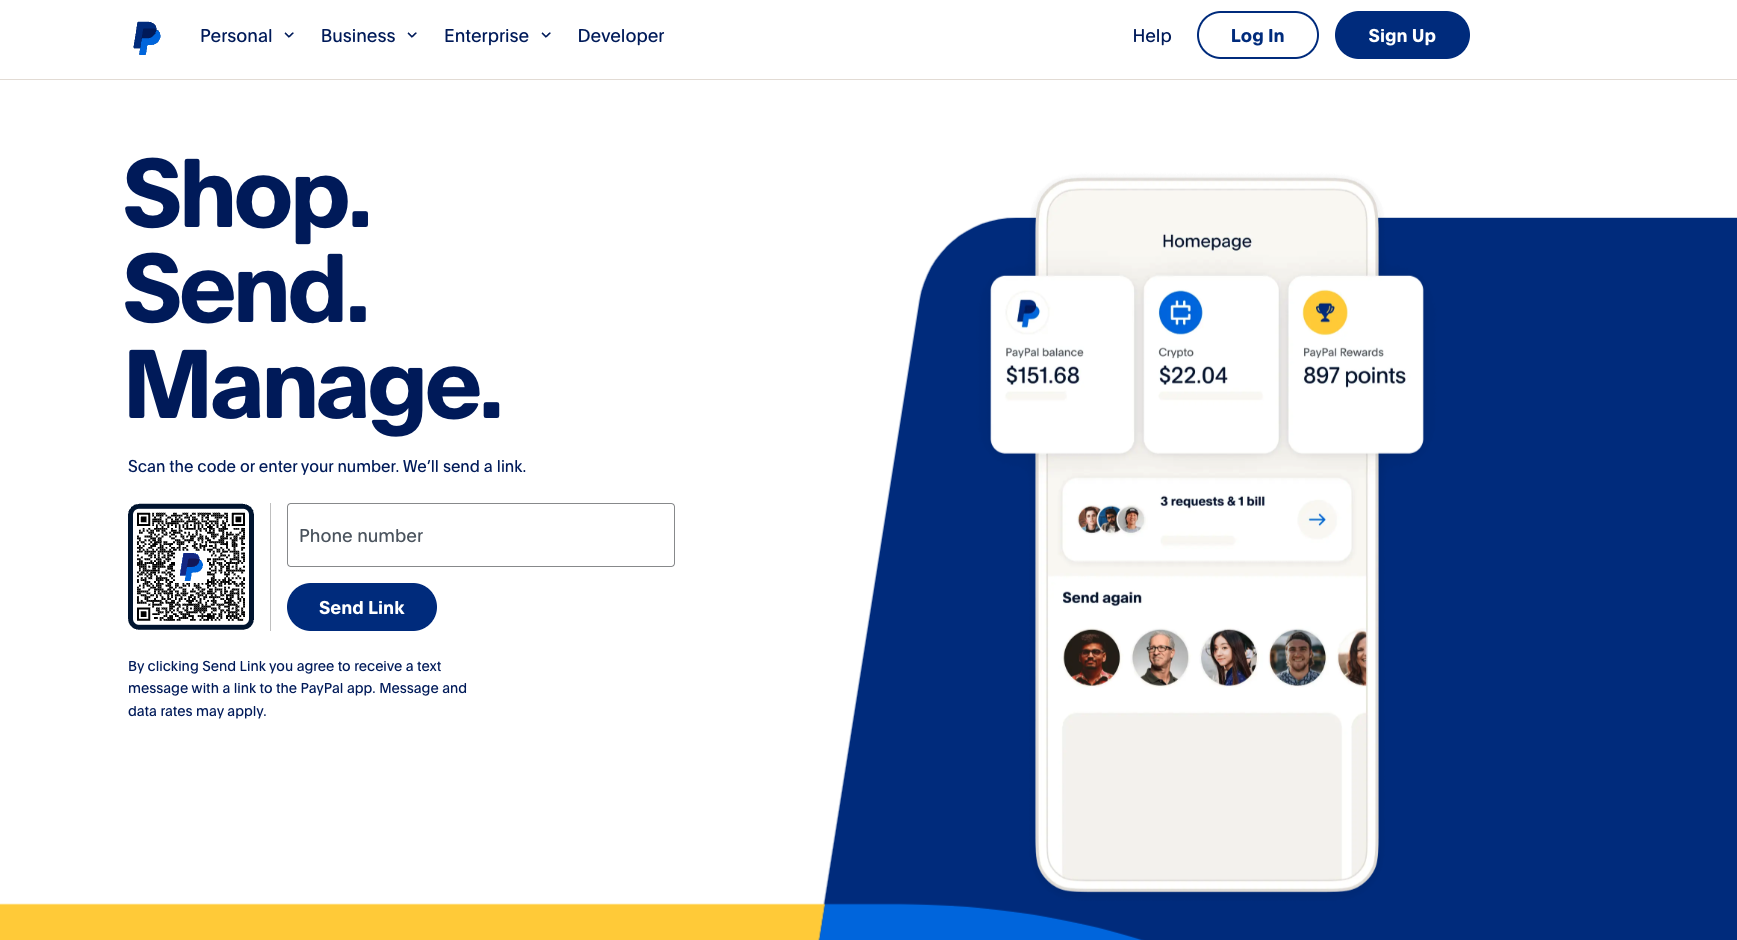 Personal
Business
Enterprise
Developer
Help
Log In
Sign Up
Shop.
Send.
Manage.
Scan the code or enter your number. We’ll send a link.
Phone number
Send Link
By clicking Send Link you agree to receive a text
message with a link to the PayPal app. Message and
data rates may apply.
Homepage
PayPal balance
$151.68
Crypto
$22.04
PayPal Rewards
897 points
3 requests & 1 bill
Send again